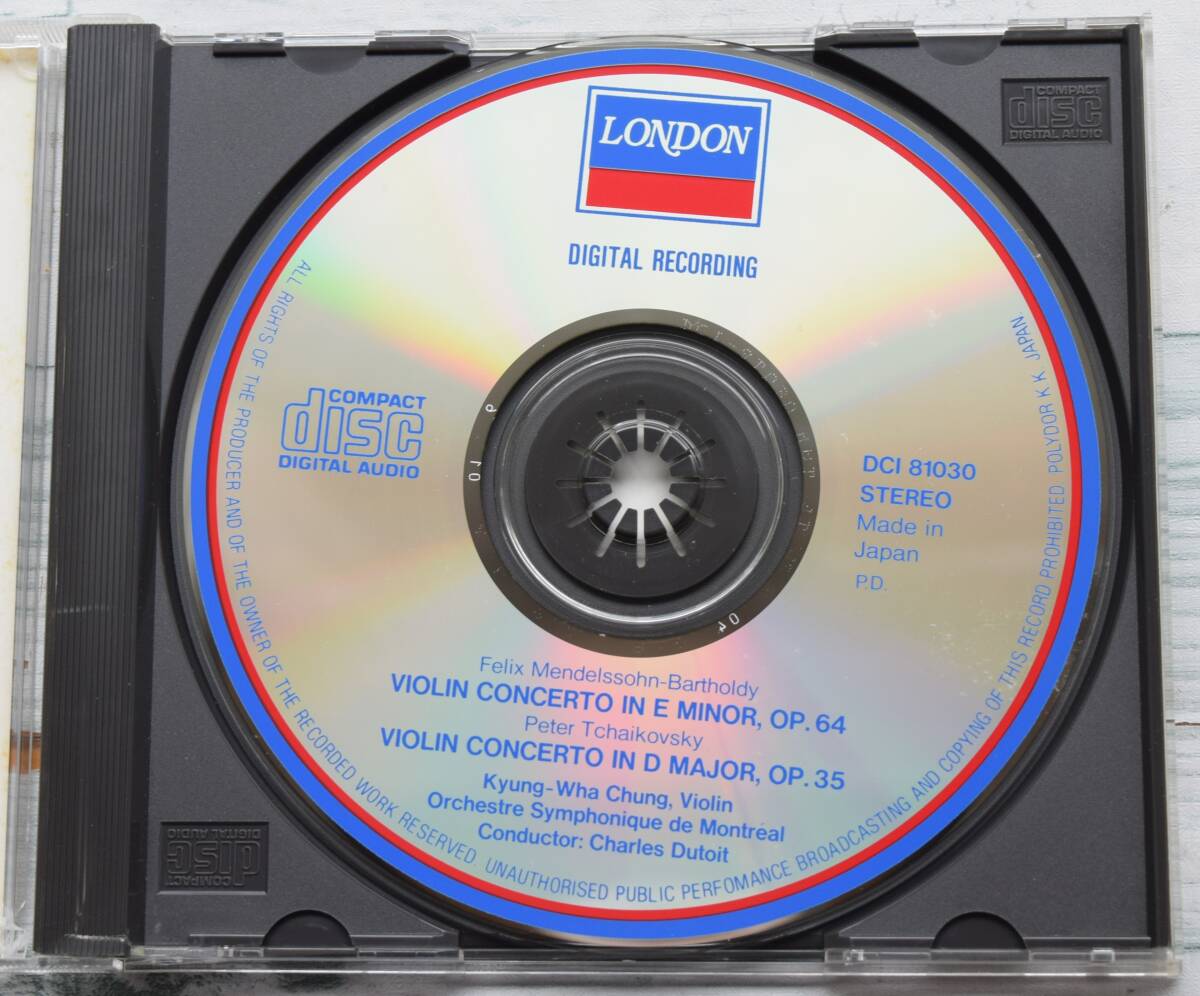 COMPACT
disc
DIGITAL AUDIO
LONDON
DIGITAL RECORDING
COMPACT
disc
DIGITAL AUDIO
DCI 81030
STEREO
Made in
Japan
P.D.
Felix Mendelssohn-Bartholdy
VIOLIN CONCERTO IN E MINOR, OP. 64
Peter Tchaikovsky
VIOLIN CONCERTO IN D MAJOR, OP. 35
Kyung-Wha Chung, Violin
Orchestre Symphonique de Montréal
Conductor: Charles Dutoit
ALL RIGHTS OF THE PRODUCER AND OF THE OWNER OF THE RECORDED WORK RESERVED UNAUTHORISED PUBLIC PERFOMANCE BROADCASTING AND COPYING OF THIS RECORD PROHIBITED POLYDOR K K JAPAN
COMPACT
disc
DIGITAL AUDIO